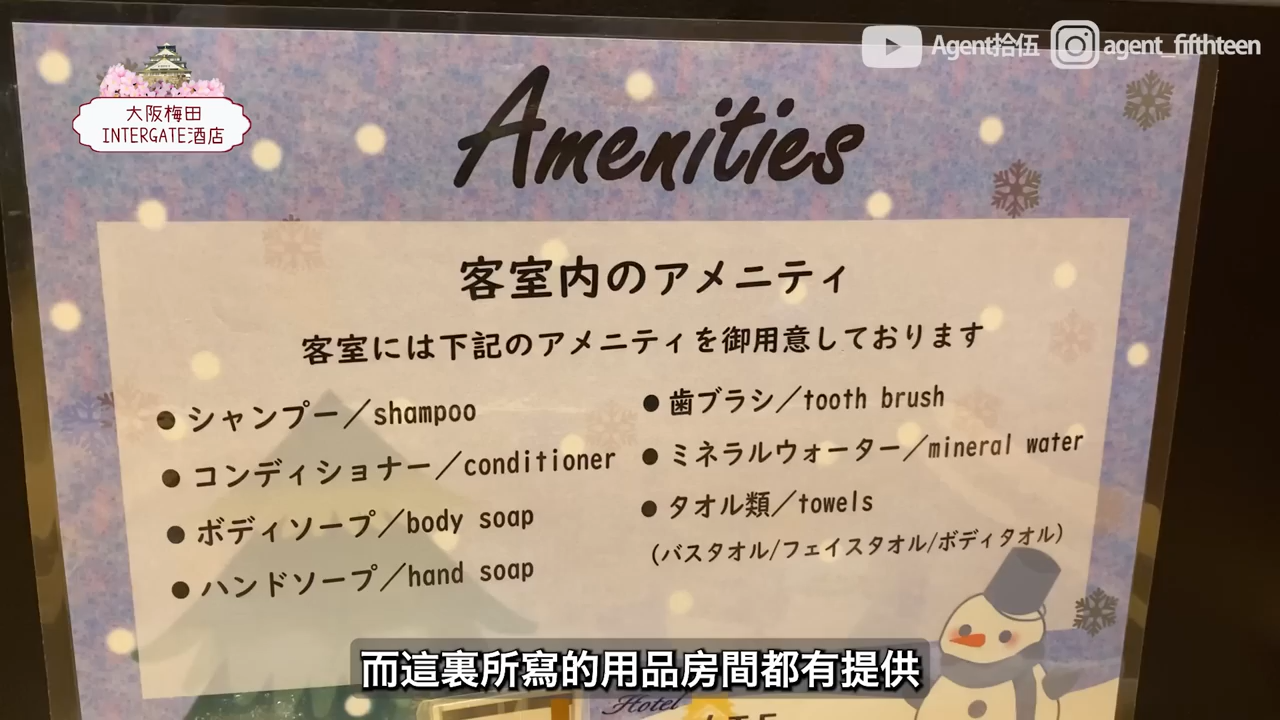 Agent拾伍
agent_fifthteen
大阪梅田
INTERGATE酒店
Amenities
客室内のアメニティ
客室には下記のアメニティを御用意しております
● シャンプー／shampoo
● コンディショナー／conditioner
● ボディソープ／body soap
● ハンドソープ／hand soap
● 歯ブラシ／tooth brush
● ミネラルウォーター／mineral water
● タオル類／towels
（バスタオル/フェイスタオル/ボディタオル）
而這裏所寫的用品房間都有提供
Hotel